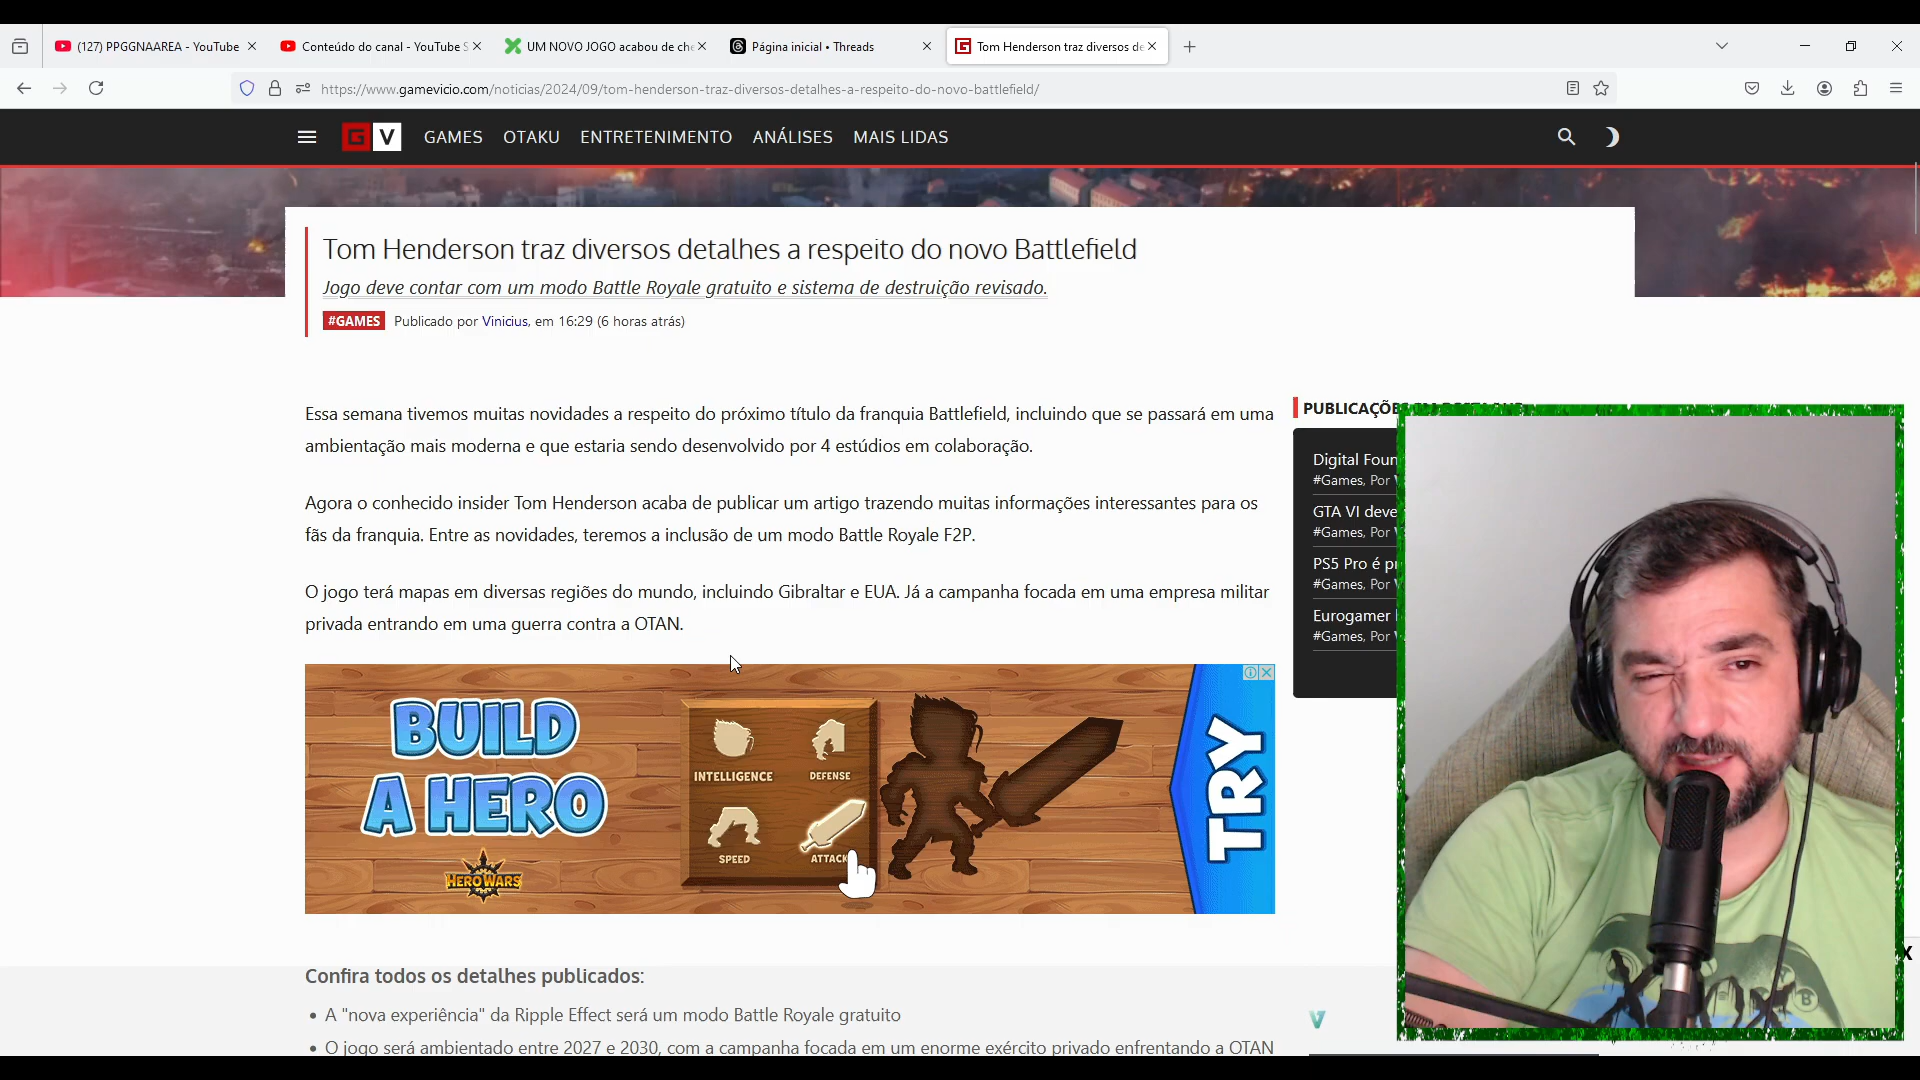 (127) PPGGNAAREA - YouTube
Conteúdo do canal - YouTube S
UM NOVO JOGO acabou de che
Página inicial • Threads
Tom Henderson traz diversos de
https://www.gamevicio.com/noticias/2024/09/tom-henderson-traz-diversos-detalhes-a-respeito-do-novo-battlefield/
G V
GAMES OTAKU ENTRETENIMENTO ANÁLISES MAIS LIDAS
Tom Henderson traz diversos detalhes a respeito do novo Battlefield
Jogo deve contar com um modo Battle Royale gratuito e sistema de destruição revisado.
#GAMES Publicado por Vinicius, em 16:29 (6 horas atrás)
Essa semana tivemos muitas novidades a respeito do próximo título da franquia Battlefield, incluindo que se passará em uma
ambientação mais moderna e que estaria sendo desenvolvido por 4 estúdios em colaboração.
Agora o conhecido insider Tom Henderson acaba de publicar um artigo trazendo muitas informações interessantes para os
fãs da franquia. Entre as novidades, teremos a inclusão de um modo Battle Royale F2P.
O jogo terá mapas em diversas regiões do mundo, incluindo Gibraltar e EUA. Já a campanha focada em uma empresa militar
privada entrando em uma guerra contra a OTAN.
BUILD
A HERO
HERO WARS
INTELLIGENCE
DEFENSE
SPEED
ATTACK
TRY
Confira todos os detalhes publicados:
• A "nova experiência" da Ripple Effect será um modo Battle Royale gratuito
• O jogo será ambientado entre 2027 e 2030, com a campanha focada em um enorme exército privado enfrentando a OTAN
PUBLICAÇÕE
Digital Foun
#Games, Por V
GTA VI deve
#Games, Por V
PS5 Pro é p
#Games, Por V
Eurogamer
#Games, Por V
V
X